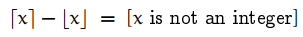 ⌈x⌉ − ⌊x⌋ = [x is not an integer]